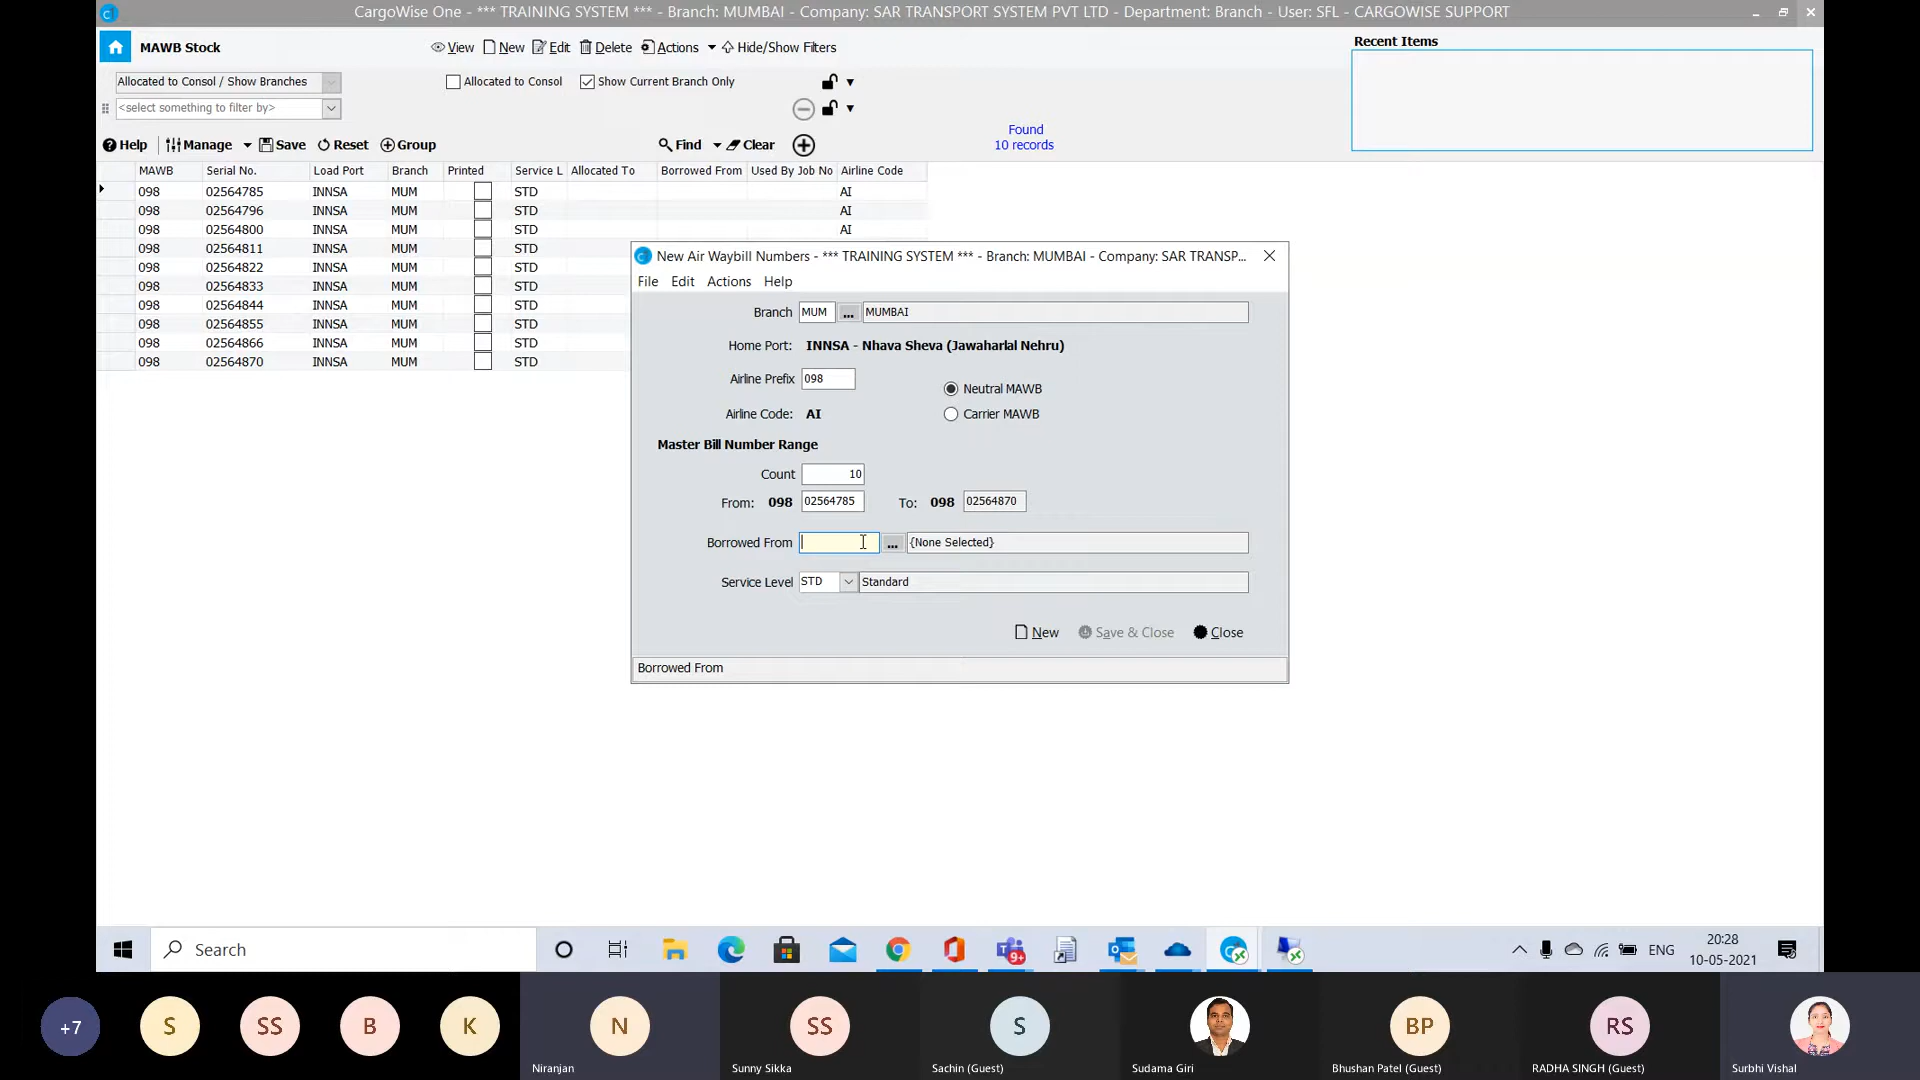 CargoWise One - *** TRAINING SYSTEM *** - Branch: MUMBAI - Company: SAR TRANSPORT SYSTEM PVT LTD - Department: Branch - User: SFL - CARGOWISE SUPPORT
MAWB Stock
View New Edit Delete Actions Hide/Show Filters
Recent Items
Allocated to Consol / Show Branches
Allocated to Consol
Show Current Branch Only
<select something to filter by>
Found
10 records
Help Manage Save Reset Group Find Clear
MAWB Serial No. Load Port Branch Printed Service L Allocated To Borrowed From Used By Job No Airline Code
098 02564785 INNSA MUM STD AI
098 02564796 INNSA MUM STD AI
098 02564800 INNSA MUM STD AI
098 02564811 INNSA MUM STD
098 02564822 INNSA MUM STD
098 02564833 INNSA MUM STD
098 02564844 INNSA MUM STD
098 02564855 INNSA MUM STD
098 02564866 INNSA MUM STD
098 02564870 INNSA MUM STD
New Air Waybill Numbers - *** TRAINING SYSTEM *** - Branch: MUMBAI - Company: SAR TRANSP...
File Edit Actions Help
Branch MUM ... MUMBAI
Home Port: INNSA - Nhava Sheva (Jawaharlal Nehru)
Airline Prefix 098
Neutral MAWB
Airline Code: AI
Carrier MAWB
Master Bill Number Range
Count 10
From: 098 02564785 To: 098 02564870
Borrowed From ... {None Selected}
Service Level STD Standard
New Save & Close Close
Borrowed From
Search
9+
ENG
20:28
10-05-2021
+7
S
SS
B
K
N
SS
S
BP
RS
Niranjan
Sunny Sikka
Sachin (Guest)
Sudama Giri
Bhushan Patel (Guest)
RADHA SINGH (Guest)
Surbhi Vishal